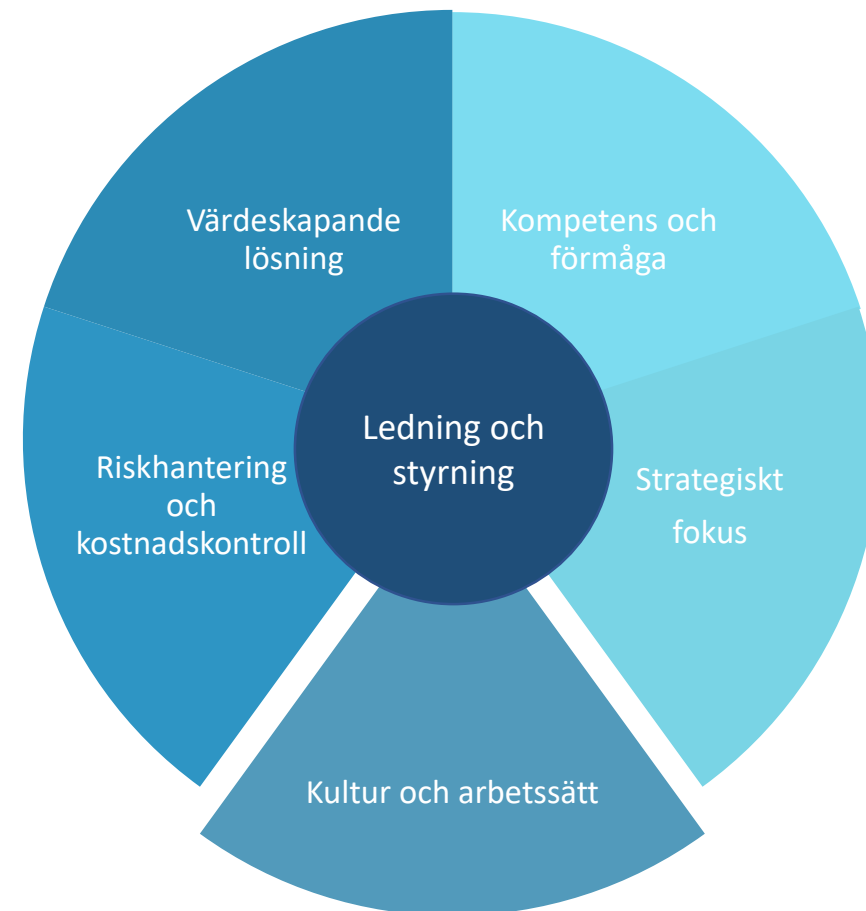 Värdeskapande
lösning
Kompetens och
förmåga
Ledning och
styrning
Riskhantering
och
kostnadskontroll
Strategiskt
fokus
Kultur och arbetssätt